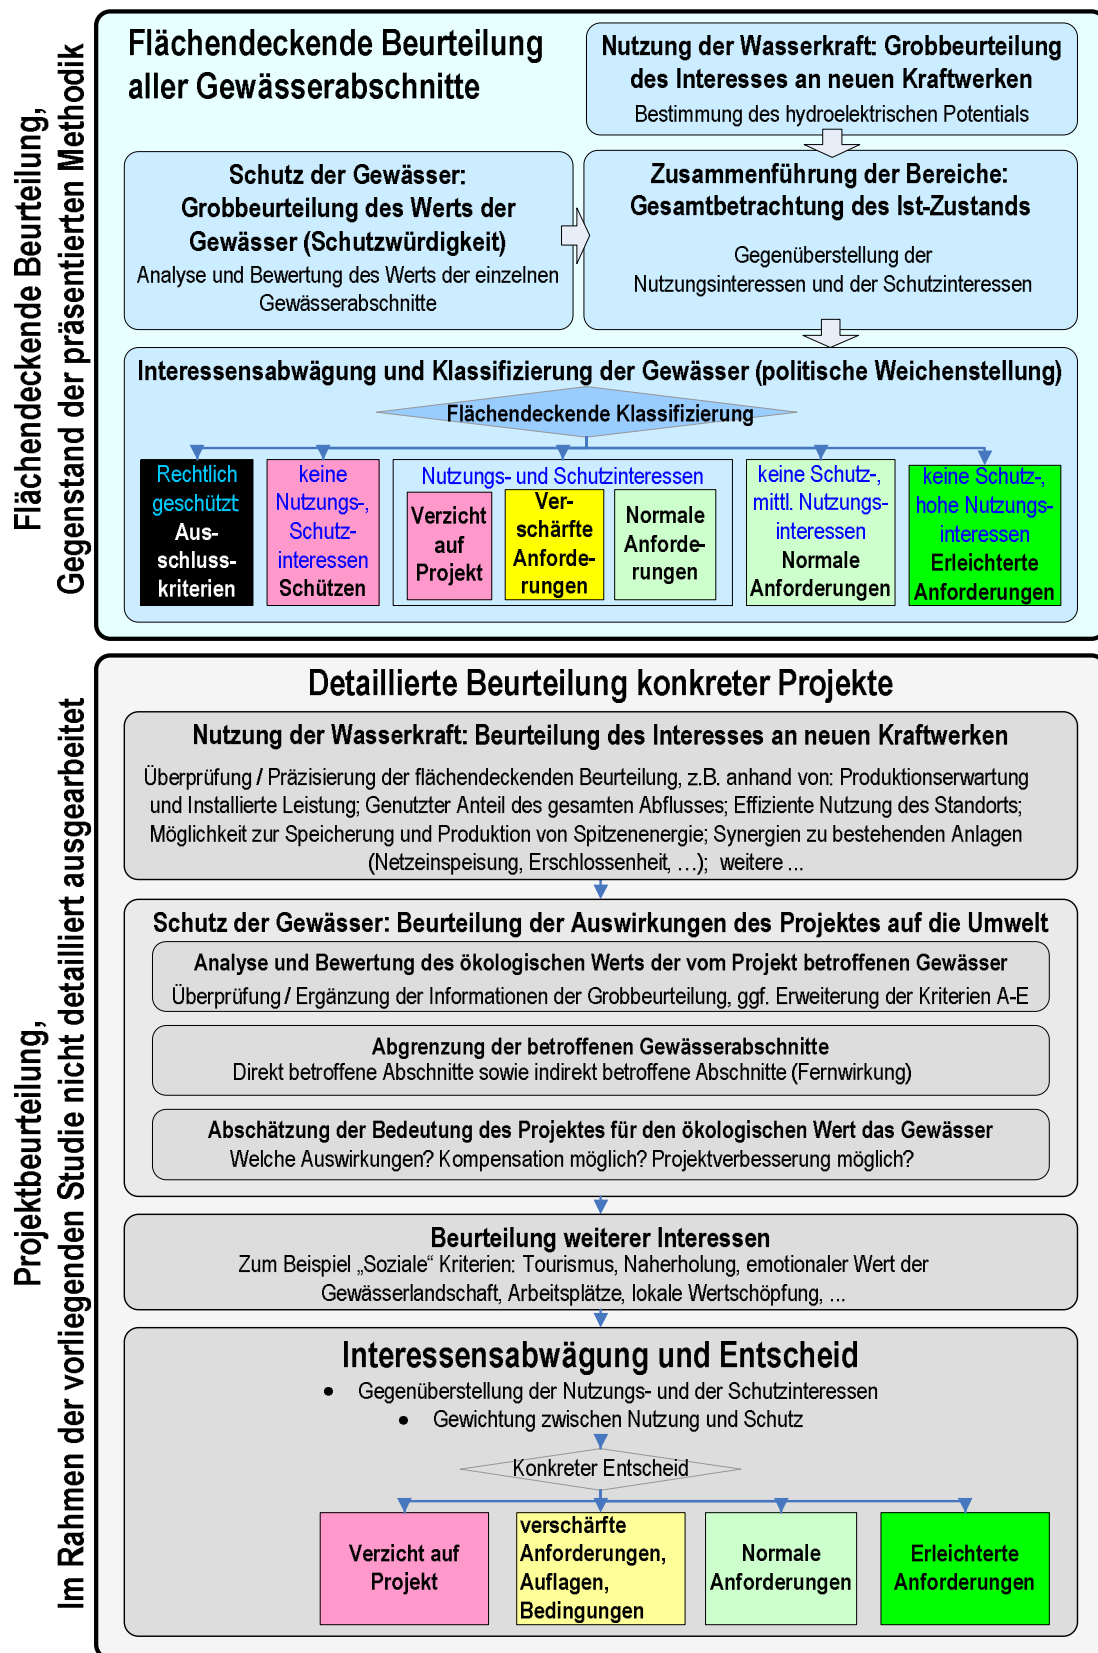 Flächendeckende Beurteilung,
Gegenstand der präsentierten Methodik
Flächendeckende Beurteilung
aller Gewässerabschnitte
Nutzung der Wasserkraft: Grobbeurteilung
des Interesses an neuen Kraftwerken
Bestimmung des hydroelektrischen Potentials
Schutz der Gewässer:
Grobbeurteilung des Werts der
Gewässer (Schutzwürdigkeit)
Analyse und Bewertung des Werts der einzelnen
Gewässerabschnitte
Zusammenführung der Bereiche:
Gesamtbetrachtung des Ist-Zustands
Gegenüberstellung der
Nutzungsinteressen und der Schutzinteressen
Interessensabwägung und Klassifizierung der Gewässer (politische Weichenstellung)
Flächendeckende Klassifizierung
Rechtlich
geschützt
Aus-
schluss-
kriterien
keine
Nutzungs-,
Schutz-
interessen
Schützen
Nutzungs- und Schutzinteressen
Verzicht
auf
Projekt
Ver-
schärfte
Anforde-
rungen
Normale
Anforde-
rungen
keine Schutz-,
mittl. Nutzungs-
interessen
Normale
Anforderungen
keine Schutz-,
hohe Nutzungs-
interessen
Erleichterte
Anforderungen
Projektbeurteilung,
Im Rahmen der vorliegenden Studie nicht detailliert ausgearbeitet
Detaillierte Beurteilung konkreter Projekte
Nutzung der Wasserkraft: Beurteilung des Interesses an neuen Kraftwerken
Überprüfung / Präzisierung der flächendeckenden Beurteilung, z.B. anhand von: Produktionserwartung
und Installierte Leistung; Genutzter Anteil des gesamten Abflusses; Effiziente Nutzung des Standorts;
Möglichkeit zur Speicherung und Produktion von Spitzenenergie; Synergien zu bestehenden Anlagen
(Netzeinspeisung, Erschlossenheit, …); weitere ...
Schutz der Gewässer: Beurteilung der Auswirkungen des Projektes auf die Umwelt
Analyse und Bewertung des ökologischen Werts der vom Projekt betroffenen Gewässer
Überprüfung / Ergänzung der Informationen der Grobbeurteilung, ggf. Erweiterung der Kriterien A-E
Abgrenzung der betroffenen Gewässerabschnitte
Direkt betroffene Abschnitte sowie indirekt betroffene Abschnitte (Fernwirkung)
Abschätzung der Bedeutung des Projektes für den ökologischen Wert das Gewässer
Welche Auswirkungen? Kompensation möglich? Projektverbesserung möglich?
Beurteilung weiterer Interessen
Zum Beispiel „Soziale“ Kriterien: Tourismus, Naherholung, emotionaler Wert der
Gewässerlandschaft, Arbeitsplätze, lokale Wertschöpfung, ...
Interessensabwägung und Entscheid
• Gegenüberstellung der Nutzungs- und der Schutzinteressen
• Gewichtung zwischen Nutzung und Schutz
Konkreter Entscheid
Verzicht auf
Projekt
verschärfte
Anforderungen,
Auflagen,
Bedingungen
Normale
Anforderungen
Erleichterte
Anforderungen